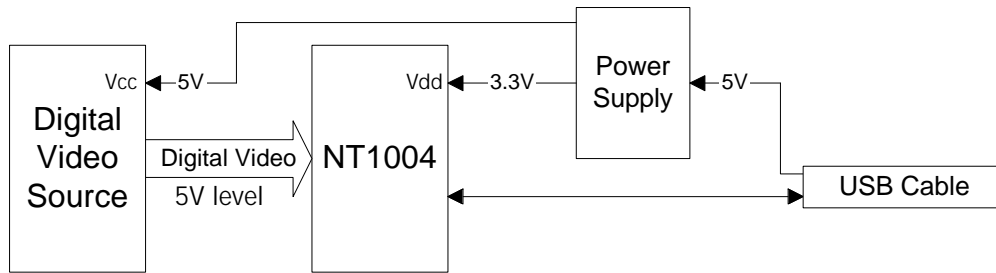 Vcc
5V
Digital
Video
Source
Digital Video
5V level
Vdd
NT1004
3.3V
Power
Supply
5V
USB Cable